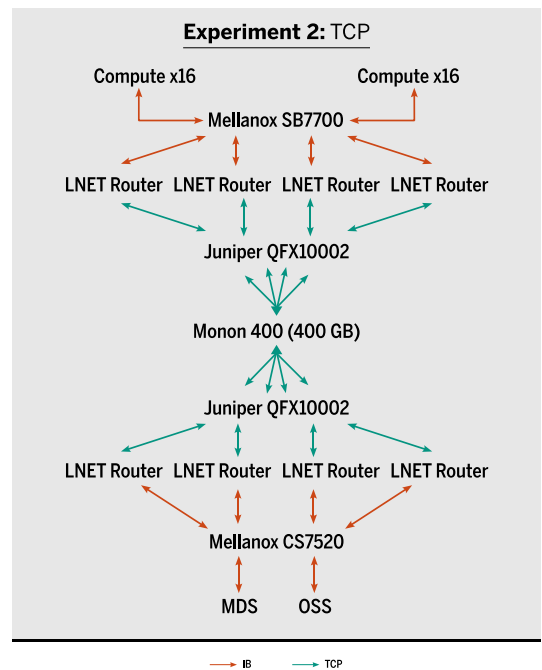 Experiment 2: TCP
Compute x16 Compute x16
Mellanox SB7700
LNET Router LNET Router LNET Router LNET Router
Juniper QFX10002
Monon 400 (400 GB)
Juniper QFX10002
LNET Router LNET Router LNET Router LNET Router
Mellanox CS7520
MDS OSS
IB TCP